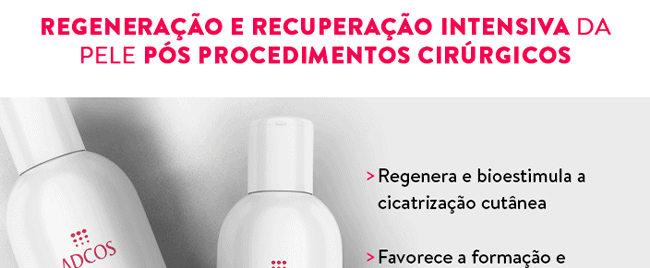 REGENERAÇÃO E RECUPERAÇÃO INTENSIVA DA
PELE PÓS PROCEDIMENTOS CIRÚRGICOS
> Regenera e bioestimula a
cicatrização cutânea
> Favorece a formação e
ADCOS